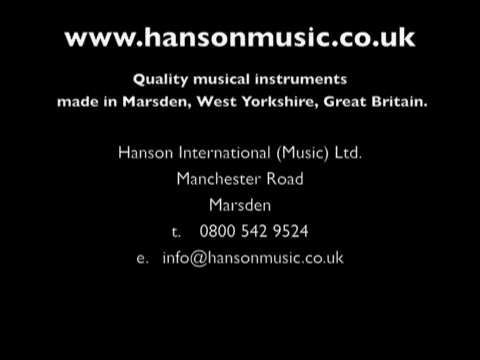 www.hansonmusic.co.uk
Quality musical instruments
made in Marsden, West Yorkshire, Great Britain.
Hanson International (Music) Ltd.
Manchester Road
Marsden
t. 0800 542 9524
e. info@hansonmusic.co.uk